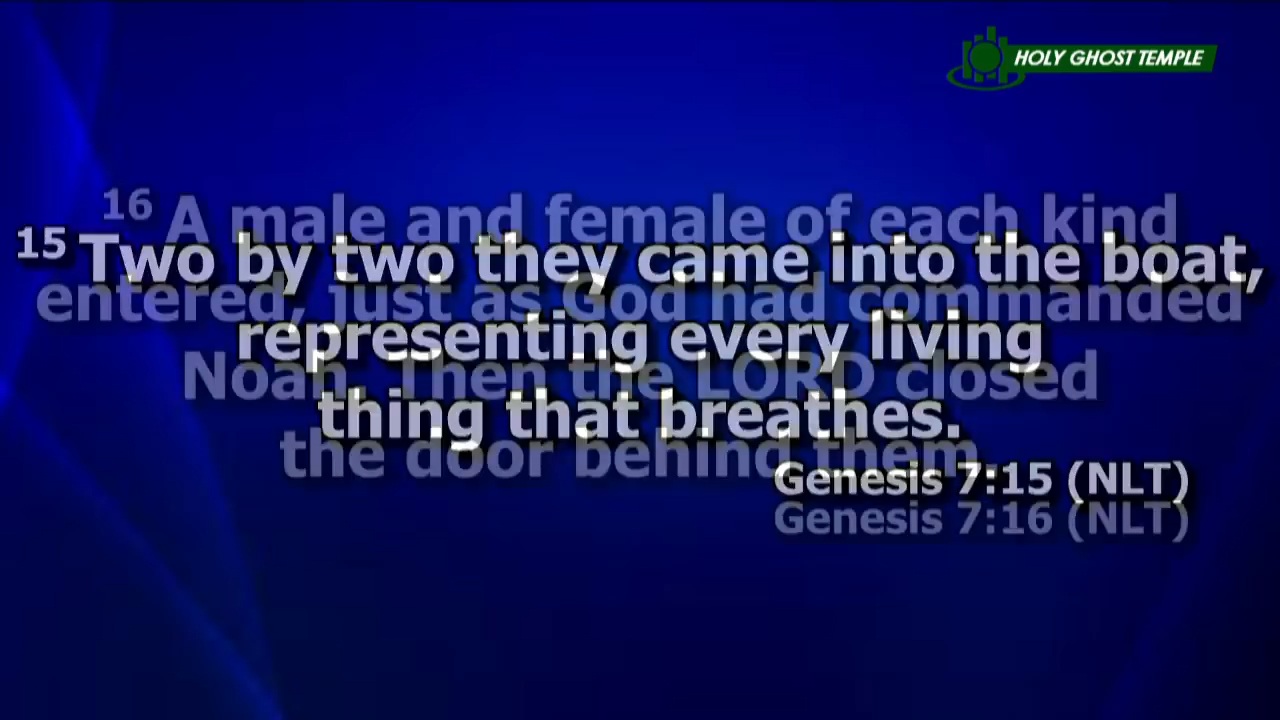 HOLY GHOST TEMPLE
15 Two by two they came into the boat,
representing every living
thing that breathes.
Genesis 7:15 (NLT)
16 A male and female of each kind
entered, just as God had commanded
Noah. Then the LORD closed
the door behind them.
Genesis 7:16 (NLT)